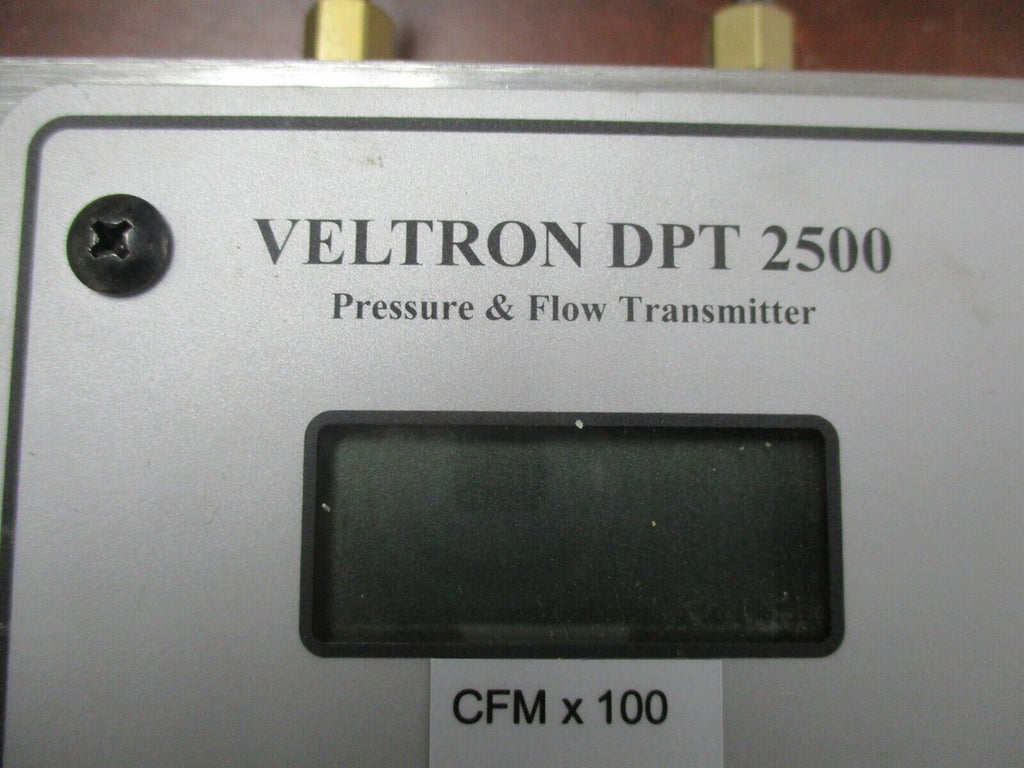 VELTRON DPT 2500
Pressure & Flow Transmitter
CFM x 100